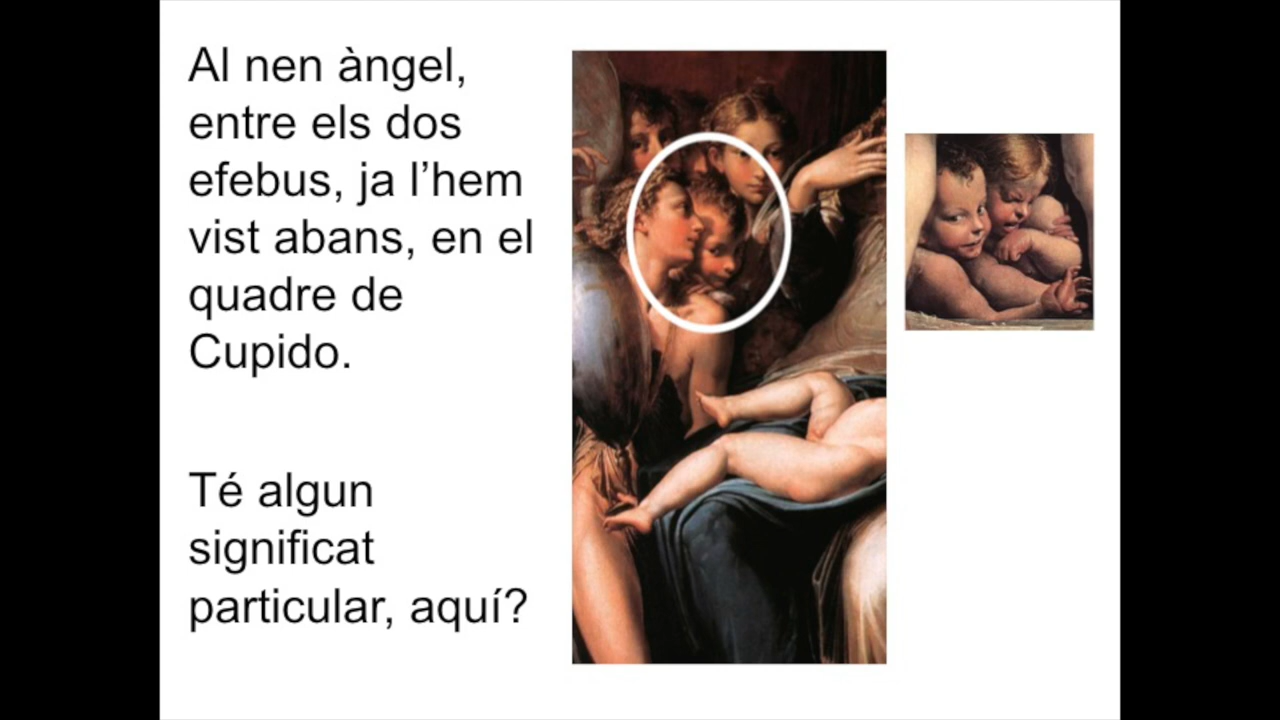 Al nen àngel,
entre els dos
efebus, ja l’hem
vist abans, en el
quadre de
Cupido.
Té algun
significat
particular, aquí?